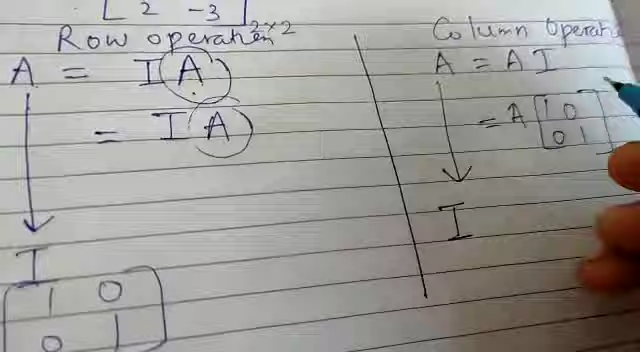 [ 2 -3 ] 2×2
Row operation
A = I A
= I A
I
1 0
0 1
Column Operati
A = A I
= A [ 1 0
0 1 ]
I